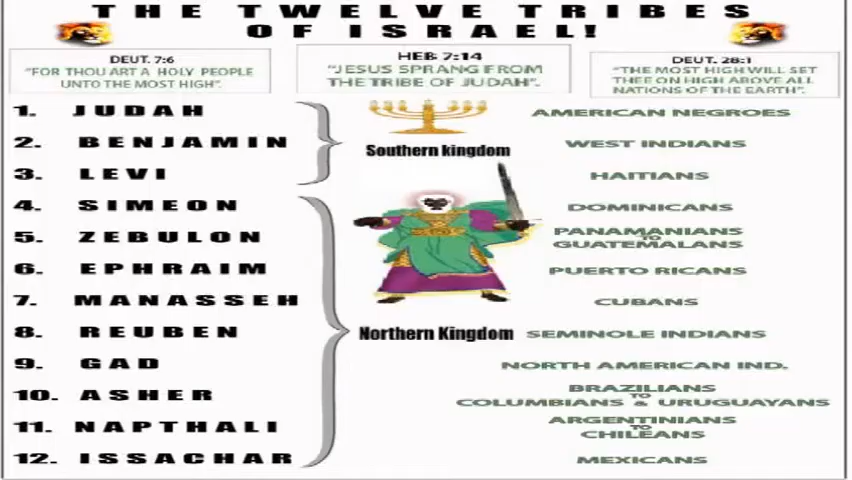 THE TWELVE TRIBES
OF ISRAEL!
DEUT. 7:6
"FOR THOU ART A HOLY PEOPLE
UNTO THE MOST HIGH".
HEB 7:14
"JESUS SPRANG FROM
THE TRIBE OF JUDAH".
DEUT. 28:1
"THE MOST HIGH WILL SET
THEE ON HIGH ABOVE ALL
NATIONS OF THE EARTH".
1. JUDAH AMERICAN NEGROES
2. BENJAMIN WEST INDIANS
Southern kingdom
3. LEVI HAITIANS
4. SIMEON DOMINICANS
5. ZEBULON PANAMANIANS
TO
GUATEMALANS
6. EPHRAIM PUERTO RICANS
7. MANASSEH CUBANS
8. REUBEN SEMINOLE INDIANS
Northern Kingdom
9. GAD NORTH AMERICAN IND.
10. ASHER BRAZILIANS
TO
COLUMBIANS & URUGUAYANS
11. NAPTHALI ARGENTINIANS
TO
CHILEANS
12. ISSACHAR MEXICANS